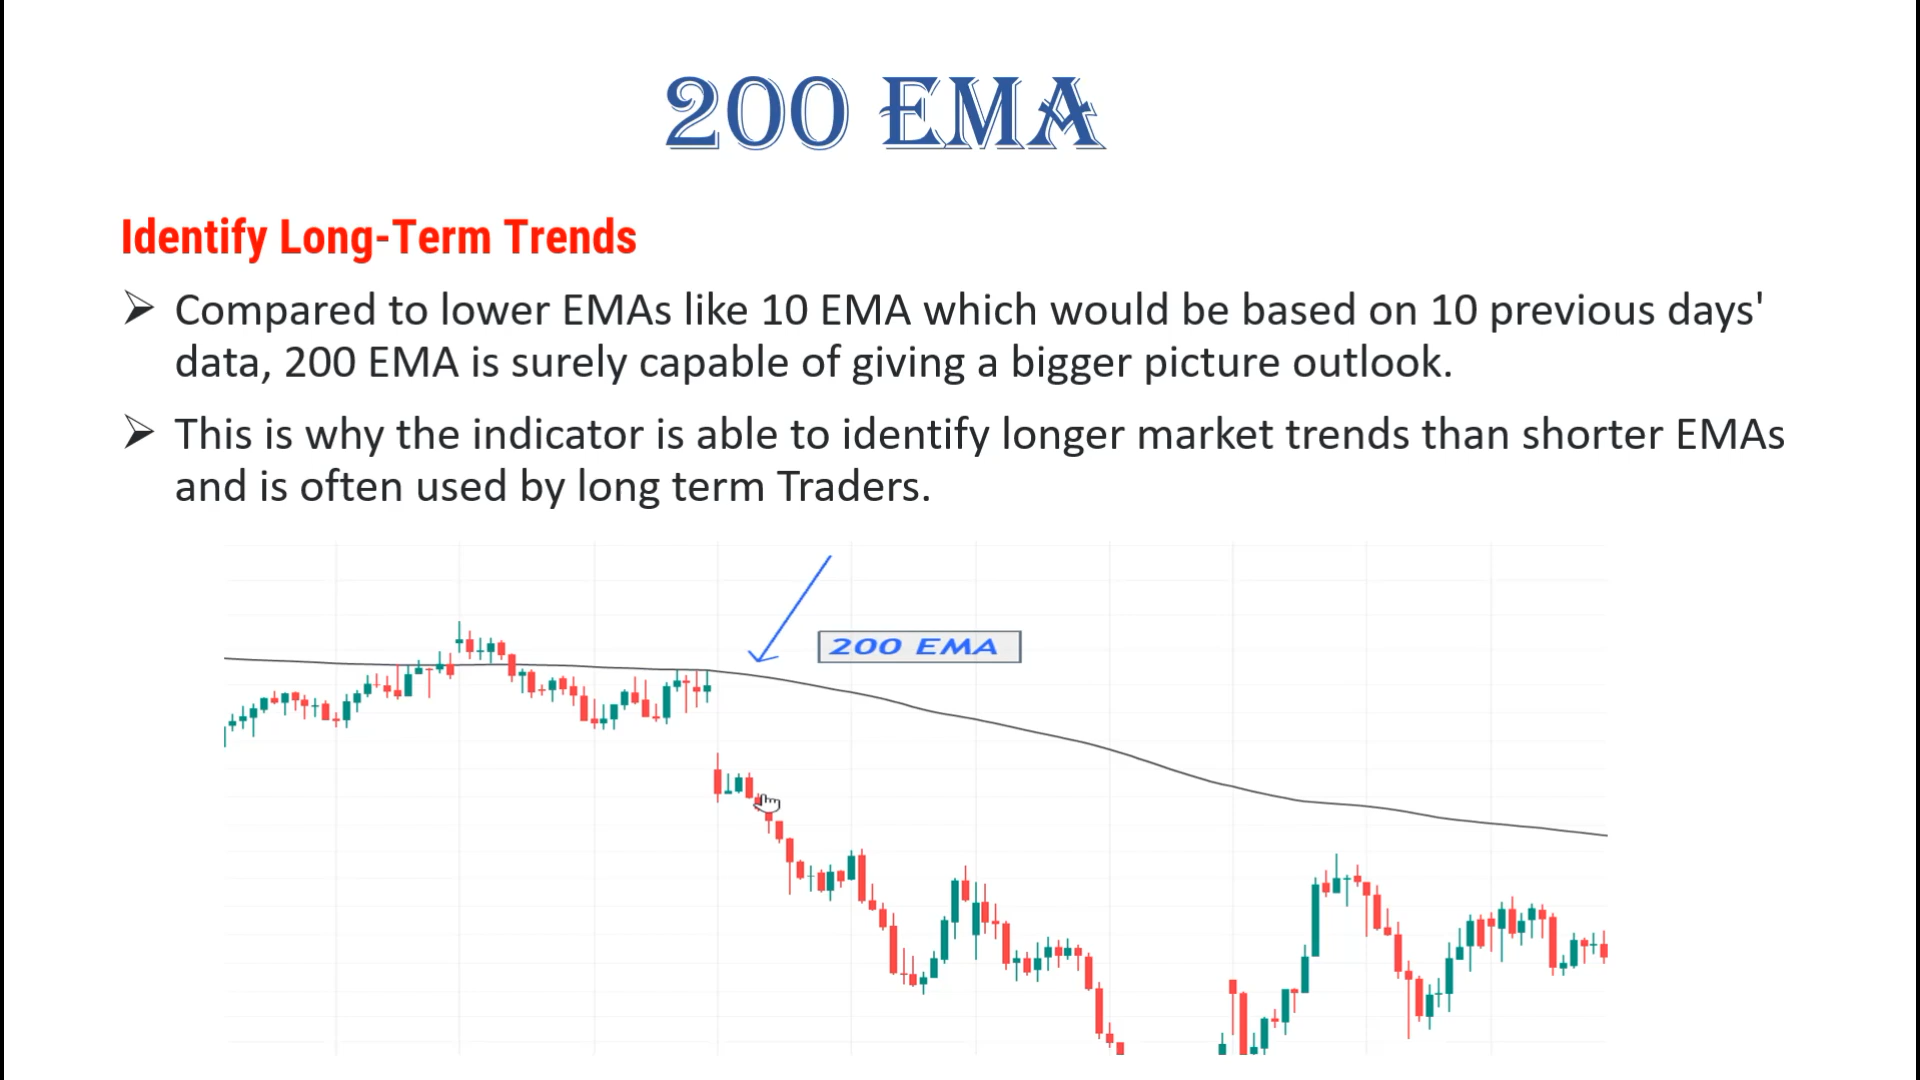 200 EMA
Identify Long-Term Trends
Compared to lower EMAs like 10 EMA which would be based on 10 previous days'
data, 200 EMA is surely capable of giving a bigger picture outlook.
This is why the indicator is able to identify longer market trends than shorter EMAs
and is often used by long term Traders.
200 EMA